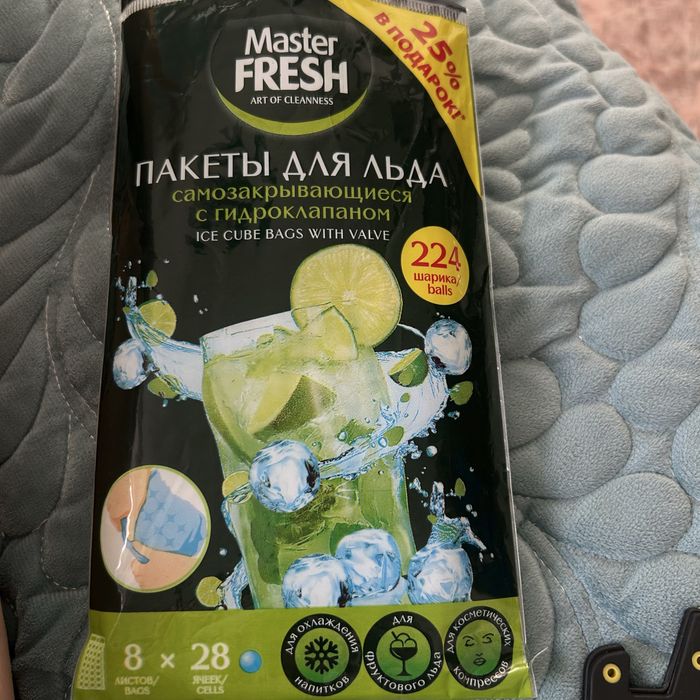 Master
FRESH
ART OF CLEANNESS
25%
В ПОДАРОК!*
ПАКЕТЫ ДЛЯ ЛЬДА
самозакрывающиеся
с гидроклапаном
ICE CUBE BAGS WITH VALVE
224
шарика/
balls
8 × 28
ЛИСТОВ/
BAGS
ЯЧЕЕК/
CELLS
для охлаждения
напитков
для
фруктового льда
для косметических
компрессов